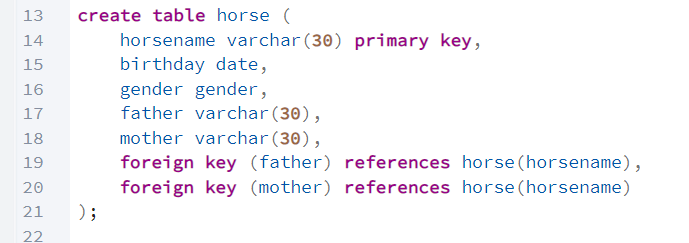 13 create table horse (
14     horsename varchar(30) primary key,
15     birthday date,
16     gender gender,
17     father varchar(30),
18     mother varchar(30),
19     foreign key (father) references horse(horsename),
20     foreign key (mother) references horse(horsename)
21 );
22